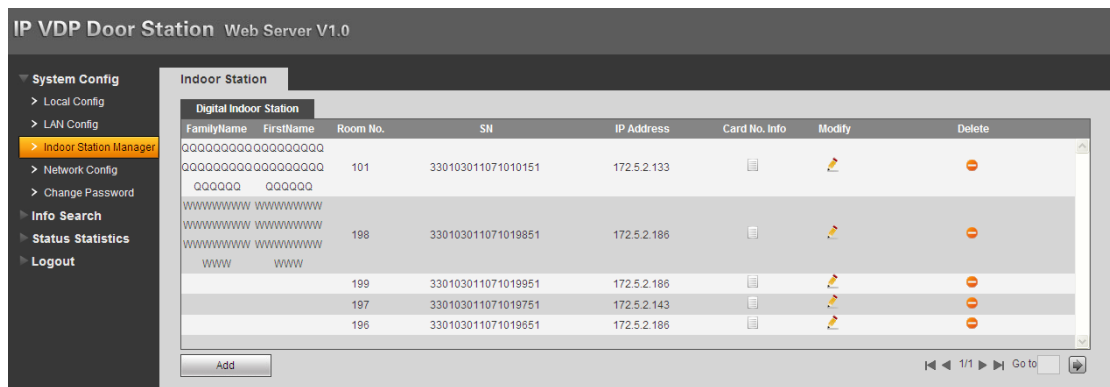 IP VDP Door Station Web Server V1.0
System Config
> Local Config
> LAN Config
> Indoor Station Manager
> Network Config
> Change Password
Info Search
Status Statistics
Logout
Indoor Station
Digital Indoor Station
FamilyName FirstName Room No. SN IP Address Card No. Info Modify Delete
QQQQQQQQQ QQQQQQQQQ
QQQQQQQQQ QQQQQQQQQ 101 330103011071010151 172.5.2.133
QQQQQQ QQQQQQ
WWWWWWW WWWWWWW
WWWWWWW WWWWWWW 198 330103011071019851 172.5.2.186
WWWWWWW WWWWWWW
WWW WWW
199 330103011071019951 172.5.2.186
197 330103011071019751 172.5.2.143
196 330103011071019651 172.5.2.186
Add 1/1 Go to